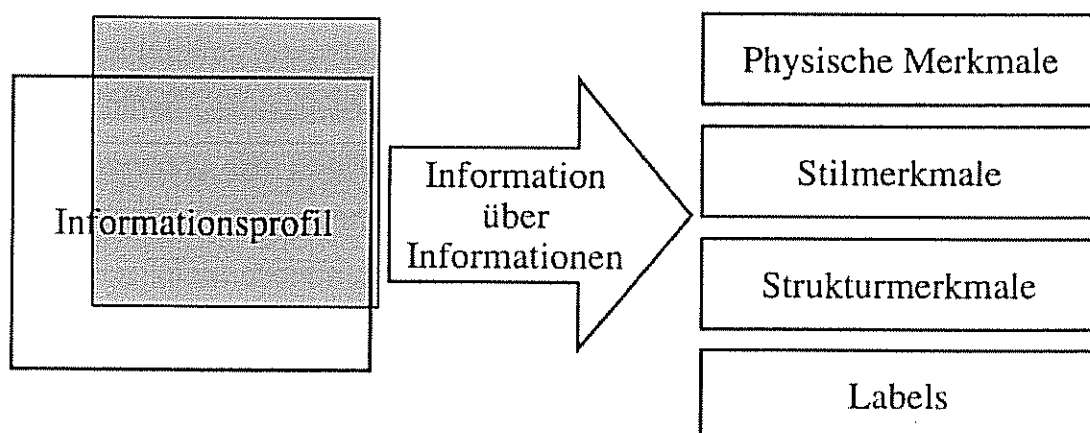 Informationsprofil
Information
über
Informationen
Physische Merkmale
Stilmerkmale
Strukturmerkmale
Labels